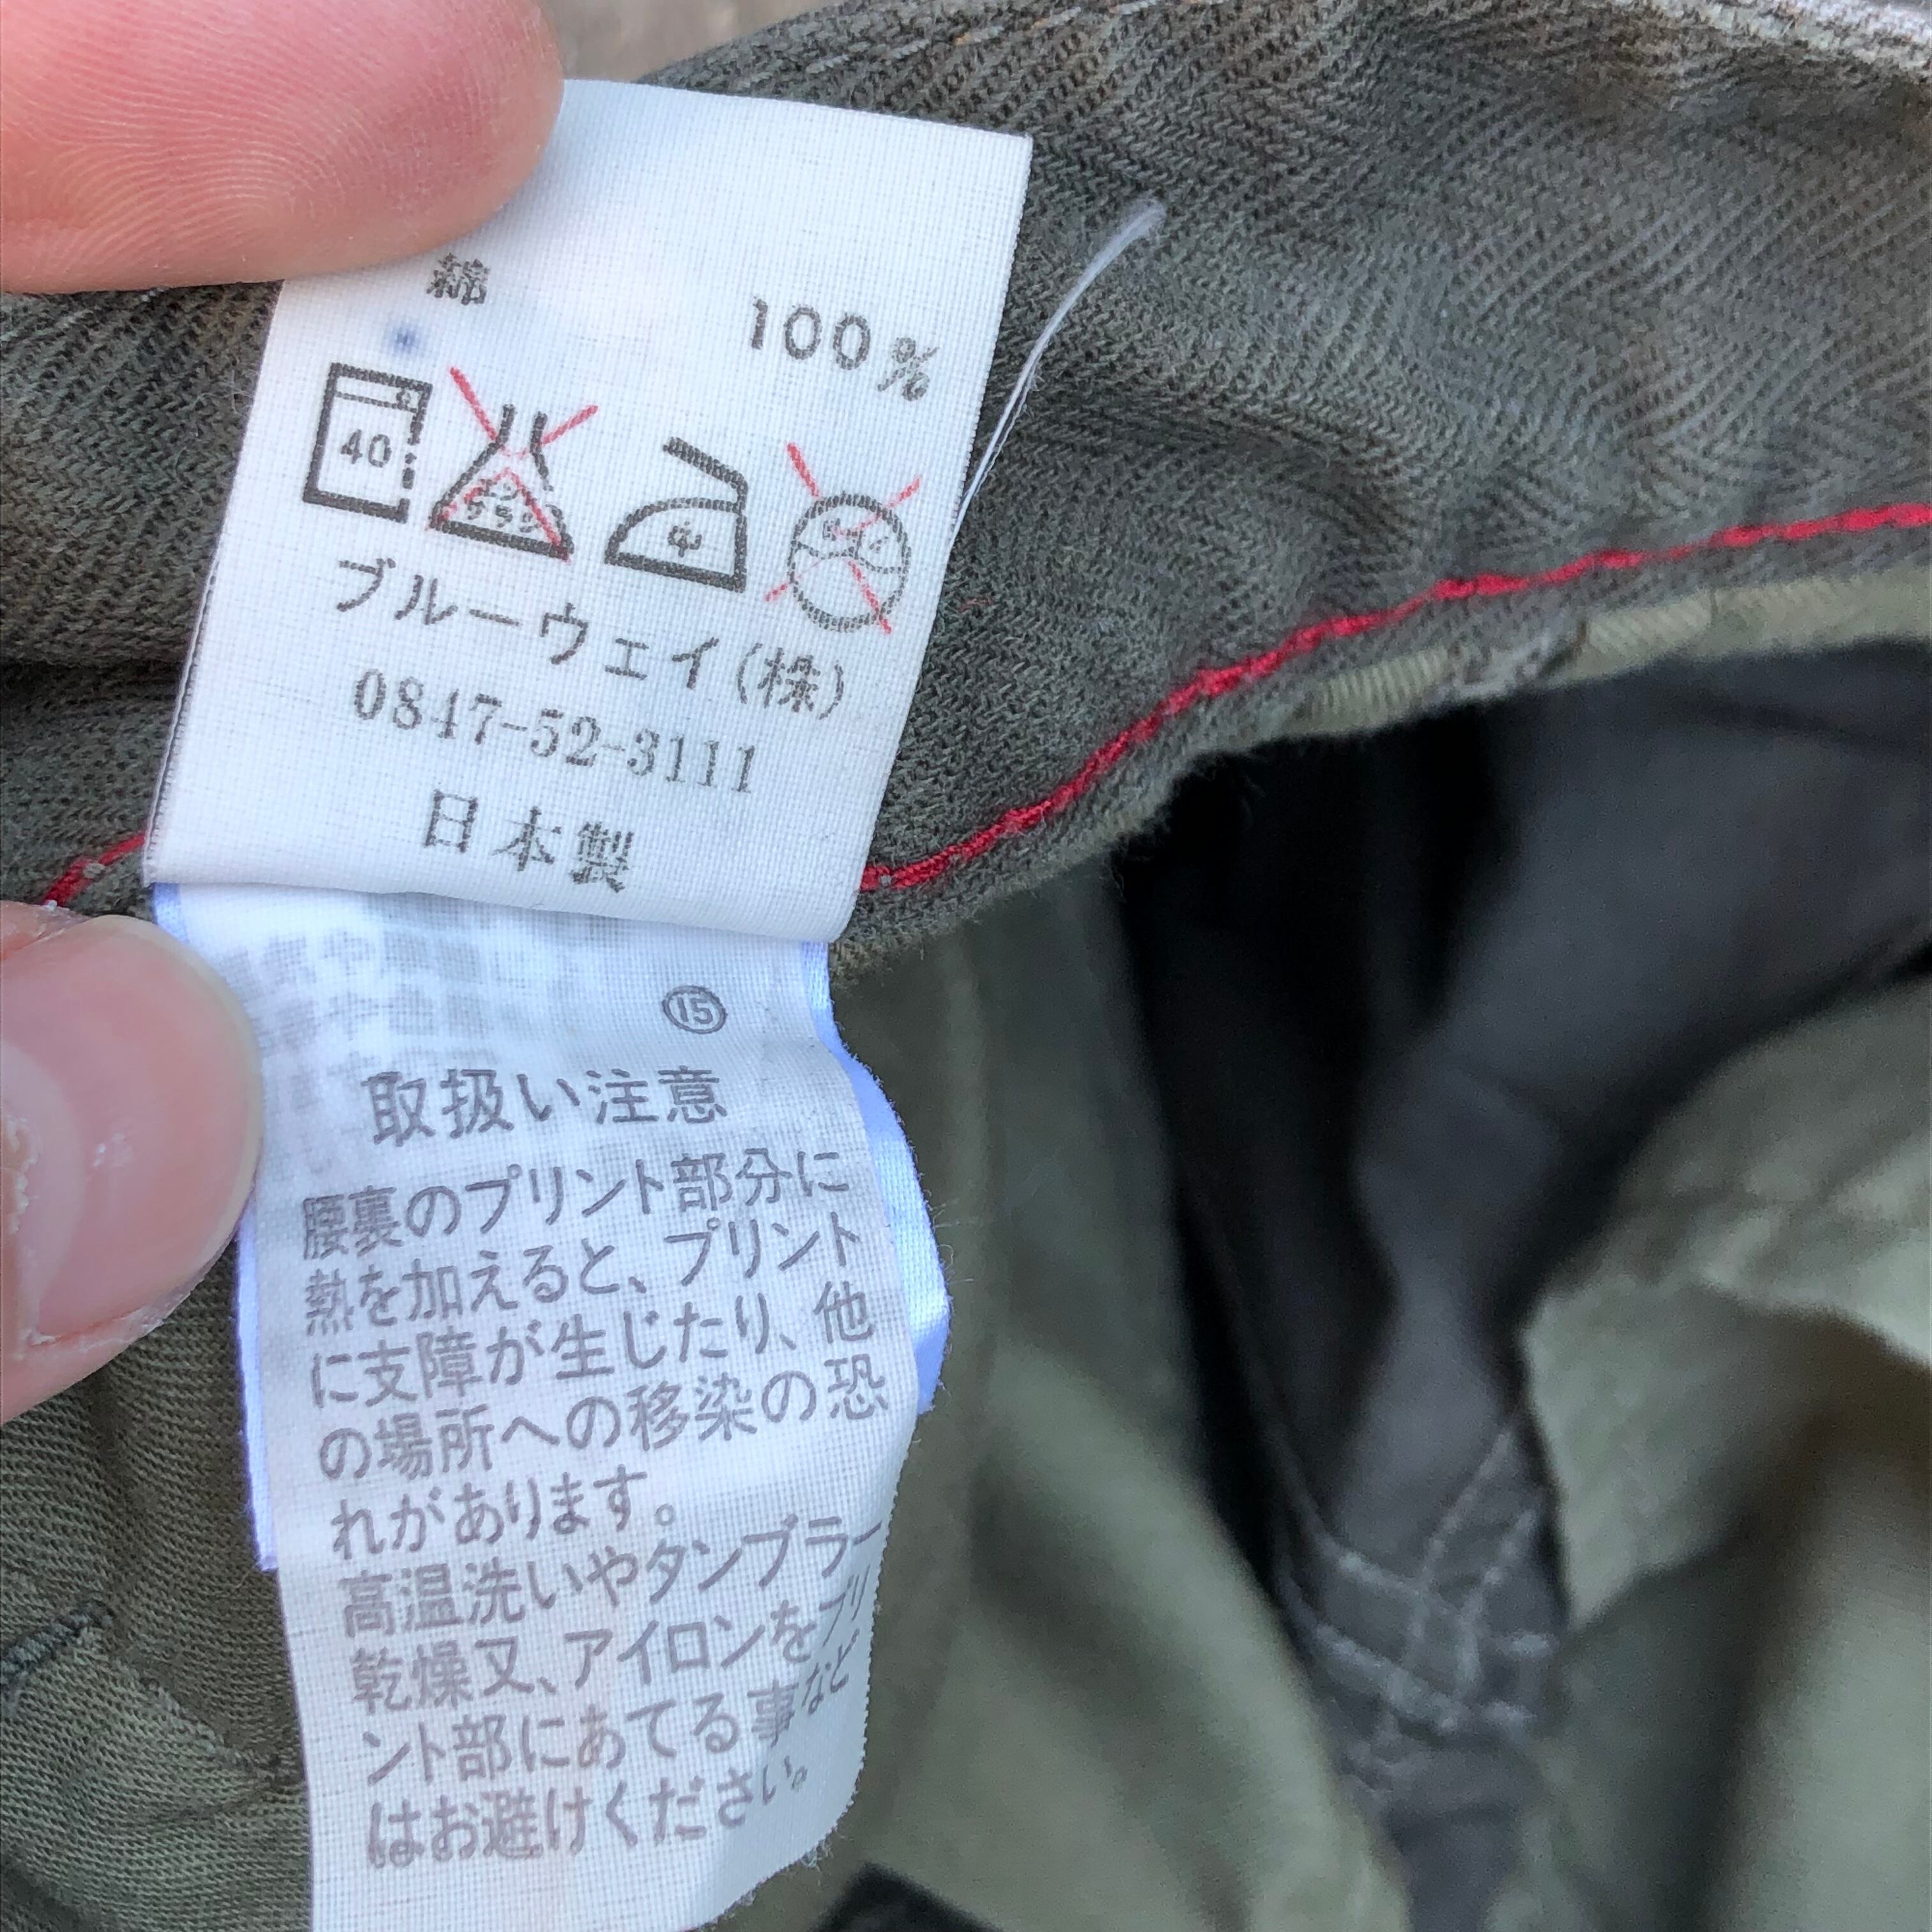 綿 100%
40
中
ブルーウェイ(株)
0847-52-3111
日本製
⑮
取扱い注意
腰裏のプリント部分に
熱を加えると、プリント
に支障が生じたり、他
の場所への移染の恐
れがあります。
高温洗いやタンブラー
乾燥又、アイロンをプリ
ント部にあてる事など
はお避けください。